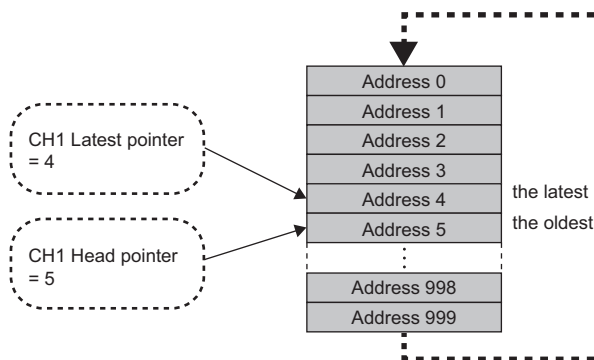 Address 0
Address 1
Address 2
Address 3
Address 4
Address 5
Address 998
Address 999
CH1 Latest pointer
= 4
CH1 Head pointer
= 5
the latest
the oldest